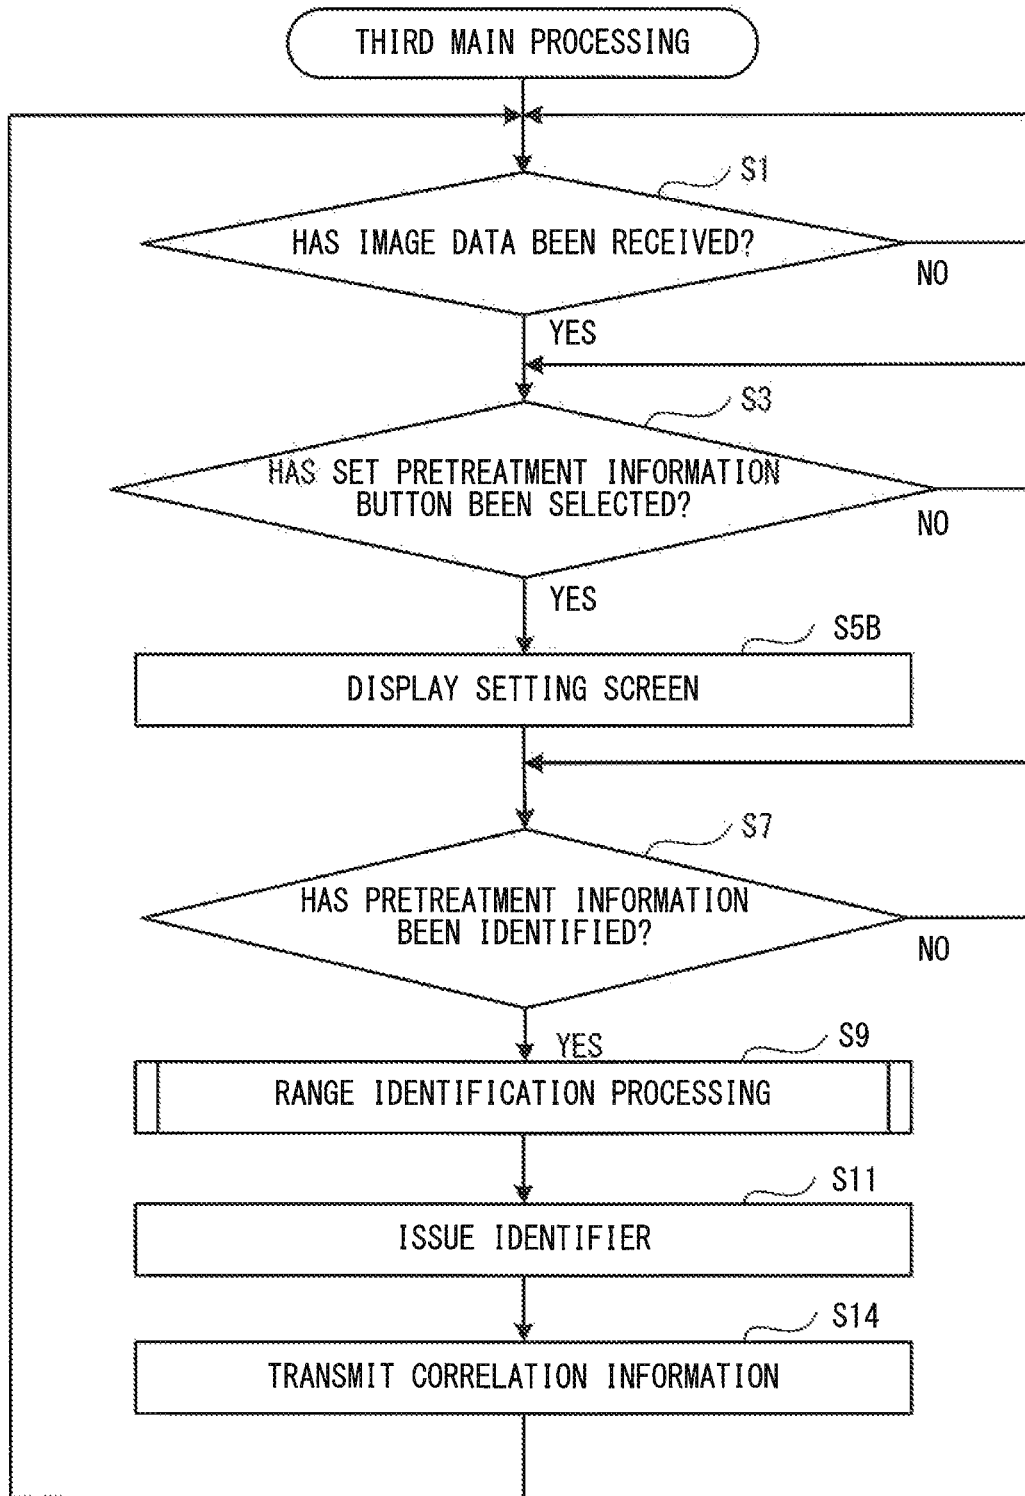 THIRD MAIN PROCESSING
S1
HAS IMAGE DATA BEEN RECEIVED?
NO
YES
S3
HAS SET PRETREATMENT INFORMATION
BUTTON BEEN SELECTED?
NO
YES
S5B
DISPLAY SETTING SCREEN
S7
HAS PRETREATMENT INFORMATION
BEEN IDENTIFIED?
NO
YES
S9
RANGE IDENTIFICATION PROCESSING
S11
ISSUE IDENTIFIER
S14
TRANSMIT CORRELATION INFORMATION